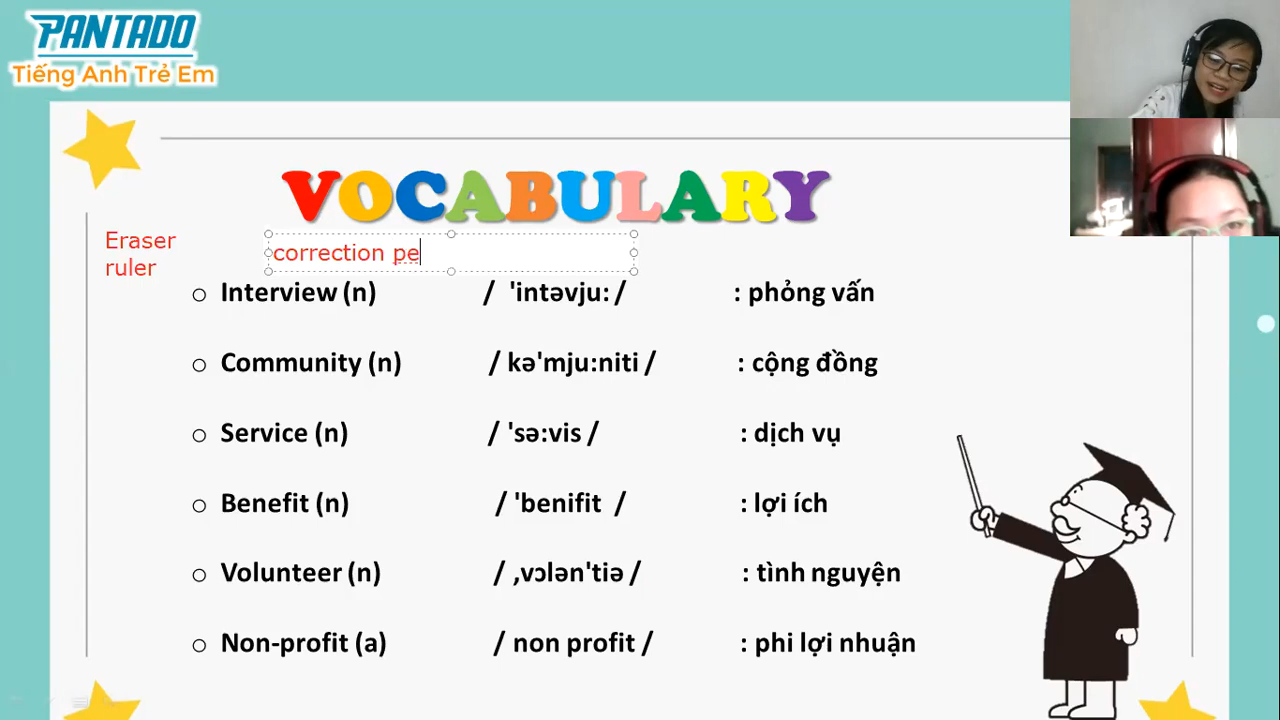 PANTADO
Tiếng Anh Trẻ Em
VOCABULARY
Eraser
ruler
correction pe
Interview (n) / 'intəvju: / : phỏng vấn
Community (n) / kə'mju:niti / : cộng đồng
Service (n) / 'sə:vis / : dịch vụ
Benefit (n) / 'benifit / : lợi ích
Volunteer (n) / ,vɔlən'tiə / : tình nguyện
Non-profit (a) / non profit / : phi lợi nhuận